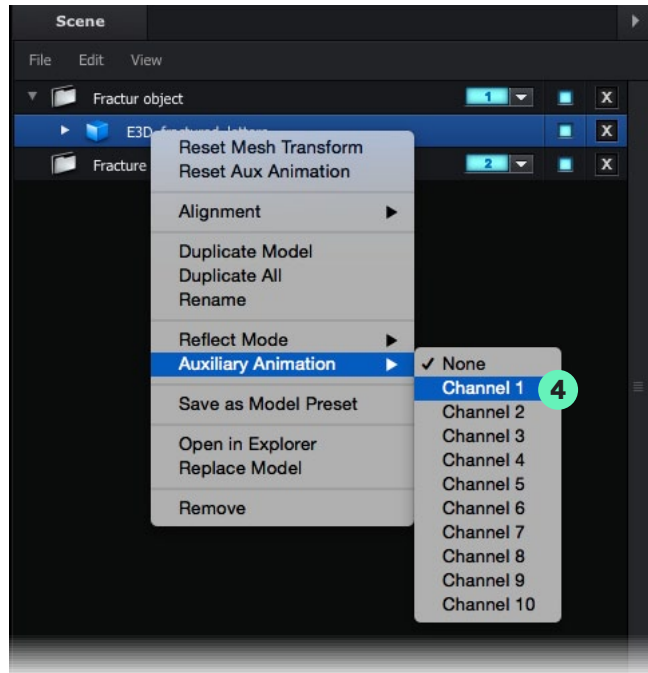 Scene
File Edit View
Fractur object 1 X
E3D_fractured_letters X
Fracture 2 X
Reset Mesh Transform
Reset Aux Animation
Alignment
Duplicate Model
Duplicate All
Rename
Reflect Mode
Auxiliary Animation
Save as Model Preset
Open in Explorer
Replace Model
Remove
✓ None
Channel 1 4
Channel 2
Channel 3
Channel 4
Channel 5
Channel 6
Channel 7
Channel 8
Channel 9
Channel 10